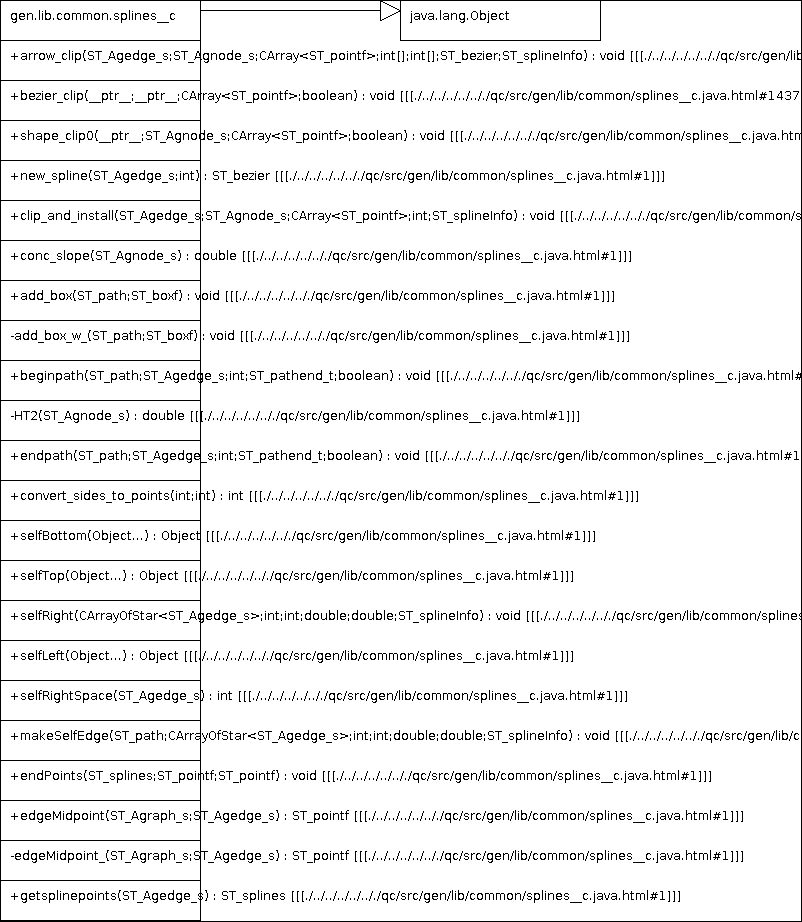 gen.lib.common.splines__c
java.lang.Object
+arrow_clip(ST_Agedge_s;ST_Agnode_s;CArray<ST_pointf>;int[];int[];ST_bezier;ST_splineInfo) : void [[[./../../../../../../qc/src/gen/lib
+bezier_clip(__ptr__;__ptr__;CArray<ST_pointf>;boolean) : void [[[./../../../../../../qc/src/gen/lib/common/splines__c.java.html#1437
+shape_clip0(__ptr__;ST_Agnode_s;CArray<ST_pointf>;boolean) : void [[[./../../../../../../qc/src/gen/lib/common/splines__c.java.htm
+new_spline(ST_Agedge_s;int) : ST_bezier [[[./../../../../../../qc/src/gen/lib/common/splines__c.java.html#1]]]
+clip_and_install(ST_Agedge_s;ST_Agnode_s;CArray<ST_pointf>;int;ST_splineInfo) : void [[[./../../../../../../qc/src/gen/lib/common/s
+conc_slope(ST_Agnode_s) : double [[[./../../../../../../qc/src/gen/lib/common/splines__c.java.html#1]]]
+add_box(ST_path;ST_boxf) : void [[[./../../../../../../qc/src/gen/lib/common/splines__c.java.html#1]]]
-add_box_w_(ST_path;ST_boxf) : void [[[./../../../../../../qc/src/gen/lib/common/splines__c.java.html#1]]]
+beginpath(ST_path;ST_Agedge_s;int;ST_pathend_t;boolean) : void [[[./../../../../../../qc/src/gen/lib/common/splines__c.java.html#
-HT2(ST_Agnode_s) : double [[[./../../../../../../qc/src/gen/lib/common/splines__c.java.html#1]]]
+endpath(ST_path;ST_Agedge_s;int;ST_pathend_t;boolean) : void [[[./../../../../../../qc/src/gen/lib/common/splines__c.java.html#1
+convert_sides_to_points(int;int) : int [[[./../../../../../../qc/src/gen/lib/common/splines__c.java.html#1]]]
+selfBottom(Object...) : Object [[[./../../../../../../qc/src/gen/lib/common/splines__c.java.html#1]]]
+selfTop(Object...) : Object [[[./../../../../../../qc/src/gen/lib/common/splines__c.java.html#1]]]
+selfRight(CArrayOfStar<ST_Agedge_s>;int;int;double;double;ST_splineInfo) : void [[[./../../../../../../qc/src/gen/lib/common/splines
+selfLeft(Object...) : Object [[[./../../../../../../qc/src/gen/lib/common/splines__c.java.html#1]]]
+selfRightSpace(ST_Agedge_s) : int [[[./../../../../../../qc/src/gen/lib/common/splines__c.java.html#1]]]
+makeSelfEdge(ST_path;CArrayOfStar<ST_Agedge_s>;int;int;double;double;ST_splineInfo) : void [[[./../../../../../../qc/src/gen/lib/c
+endPoints(ST_splines;ST_pointf;ST_pointf) : void [[[./../../../../../../qc/src/gen/lib/common/splines__c.java.html#1]]]
+edgeMidpoint(ST_Agraph_s;ST_Agedge_s) : ST_pointf [[[./../../../../../../qc/src/gen/lib/common/splines__c.java.html#1]]]
-edgeMidpoint_(ST_Agraph_s;ST_Agedge_s) : ST_pointf [[[./../../../../../../qc/src/gen/lib/common/splines__c.java.html#1]]]
+getsplinepoints(ST_Agedge_s) : ST_splines [[[./../../../../../../qc/src/gen/lib/common/splines__c.java.html#1]]]